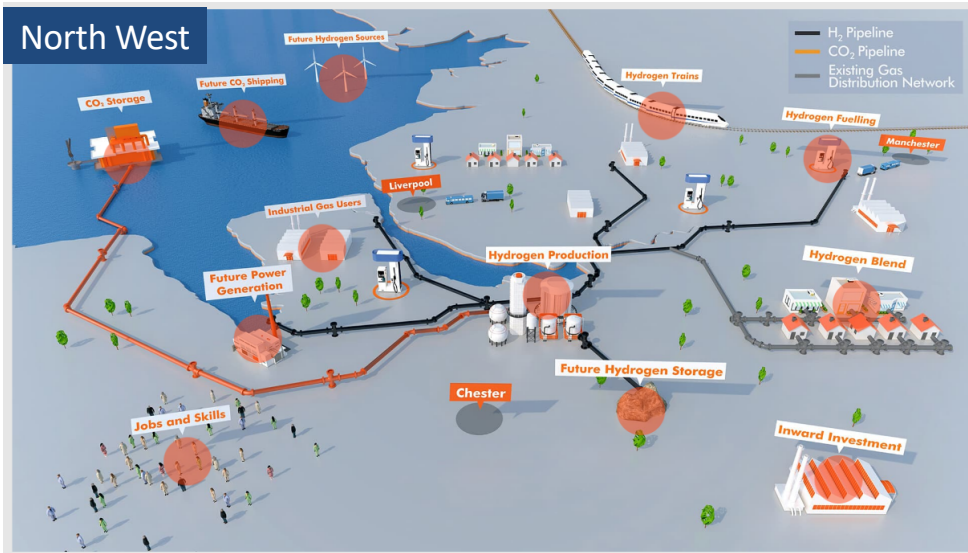 North West
H₂ Pipeline
CO₂ Pipeline
Existing Gas
Distribution Network
Future Hydrogen Sources
Future CO₂ Shipping
CO₂ Storage
Hydrogen Trains
Hydrogen Fuelling
Manchester
Liverpool
Industrial Gas Users
Hydrogen Production
Hydrogen Blend
Future Power
Generation
Future Hydrogen Storage
Chester
Jobs and Skills
Inward Investment